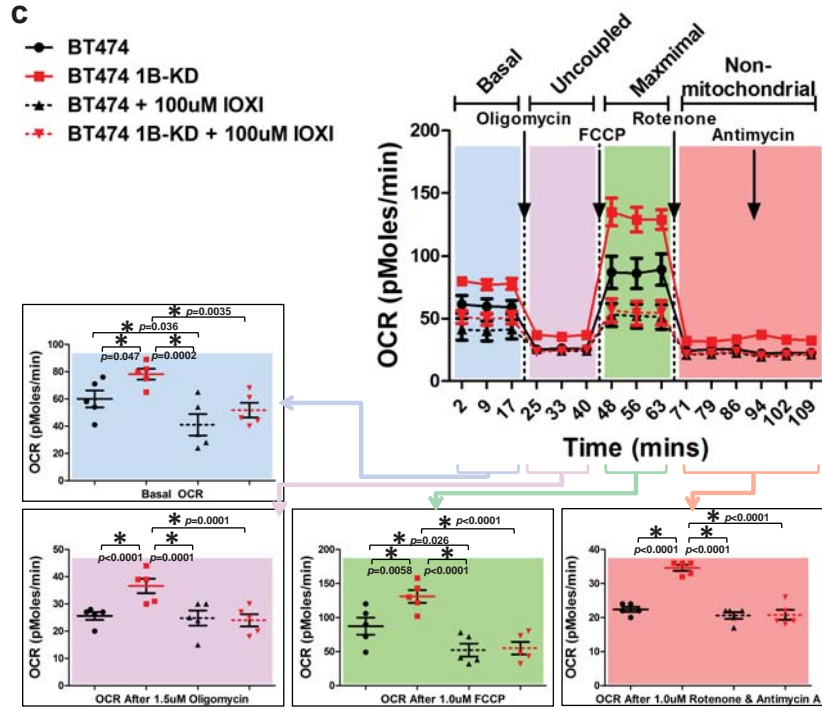 c
BT474
BT474 1B-KD
BT474 + 100uM IOXI
BT474 1B-KD + 100uM IOXI
Basal
Uncoupled
Maxmimal
Non-
mitochondrial
Oligomycin
FCCP
Rotenone
Antimycin
OCR (pMoles/min)
200
150
100
50
0
2 9 17 25 33 40 48 56 63 71 79 86 94 102 109
Time (mins)
* p=0.0035
* p=0.036
* *
p=0.047 p=0.0002
OCR (pMoles/min)
100
80
60
40
20
0
Basal OCR
* p=0.0001
* *
p<0.0001 p=0.0001
OCR (pMoles/min)
50
40
30
20
10
0
OCR After 1.5uM Oligomycin
* p<0.0001
* p=0.026
* *
p=0.0058 p<0.0001
OCR (pMoles/min)
200
150
100
50
0
OCR After 1.0uM FCCP
* p<0.0001
* *
p<0.0001 p<0.0001
OCR (pMoles/min)
40
30
20
10
0
OCR After 1.0uM Rotenone & Antimycin A